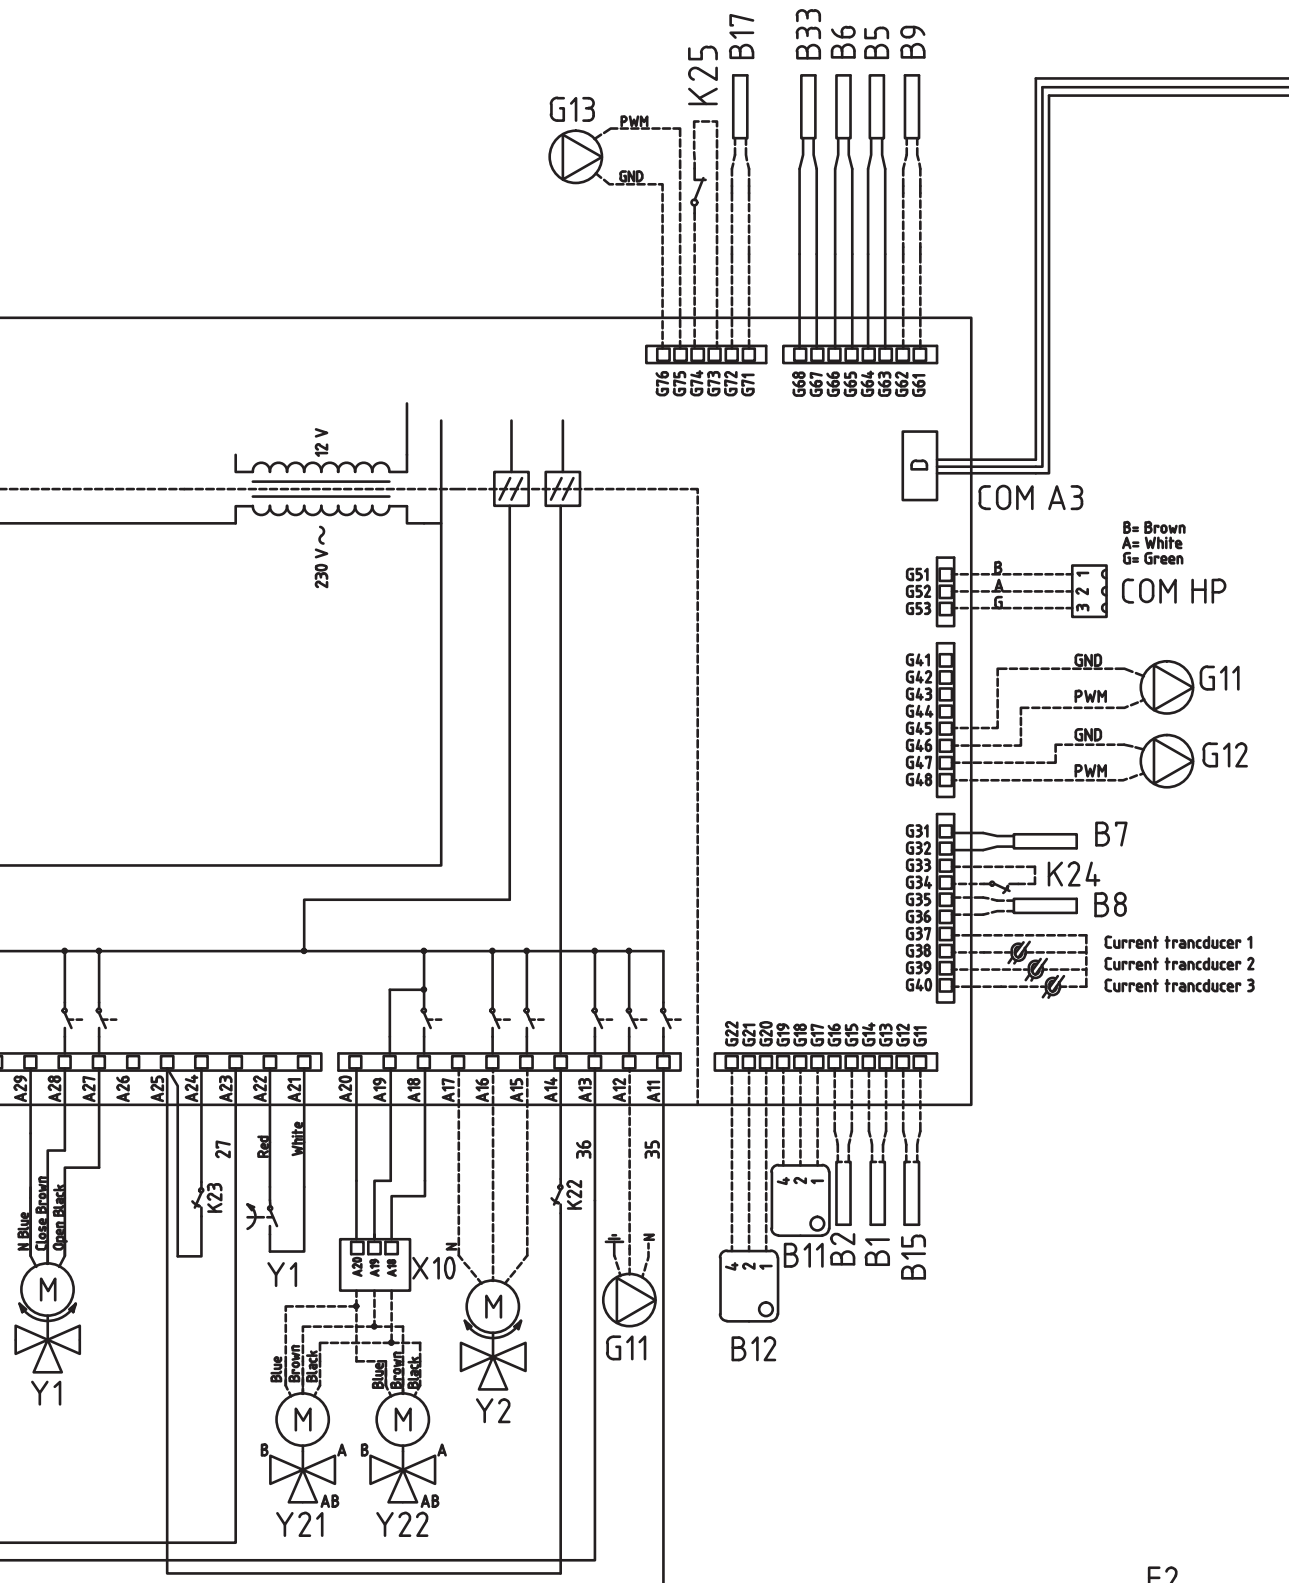 B17
B33
B6
B5
B9
K25
G13
PWM
GND
G76
G75
G74
G73
G72
G71
G68
G67
G66
G65
G64
G63
G62
G61
12 V
230 V ~
D
COM A3
B= Brown
A= White
G= Green
G51
G52
G53
B
A
G
1
2
3
COM HP
G41
G42
G43
G44
G45
G46
G47
G48
GND
PWM
G11
GND
PWM
G12
G31
G32
G33
G34
G35
G36
G37
G38
G39
G40
B7
K24
B8
Current trancducer 1
Current trancducer 2
Current trancducer 3
G22
G21
G20
G19
G18
G17
G16
G15
G14
G13
G12
G11
A29
A28
A27
A26
A25
A24
A23
A22
A21
A20
A19
A18
A17
A16
A15
A14
A13
A12
A11
N Blue
Close Brown
Open Black
M
Y1
K23
27
Red
White
Y1
A20
A19
A18
X10
Blue
Brown
Black
Blue
Brown
Black
M
M
B
A
AB
Y21
B
A
AB
Y22
N
M
Y2
K22
36
35
N
G11
4
2
1
B11
B2
B1
B15
4
2
1
B12